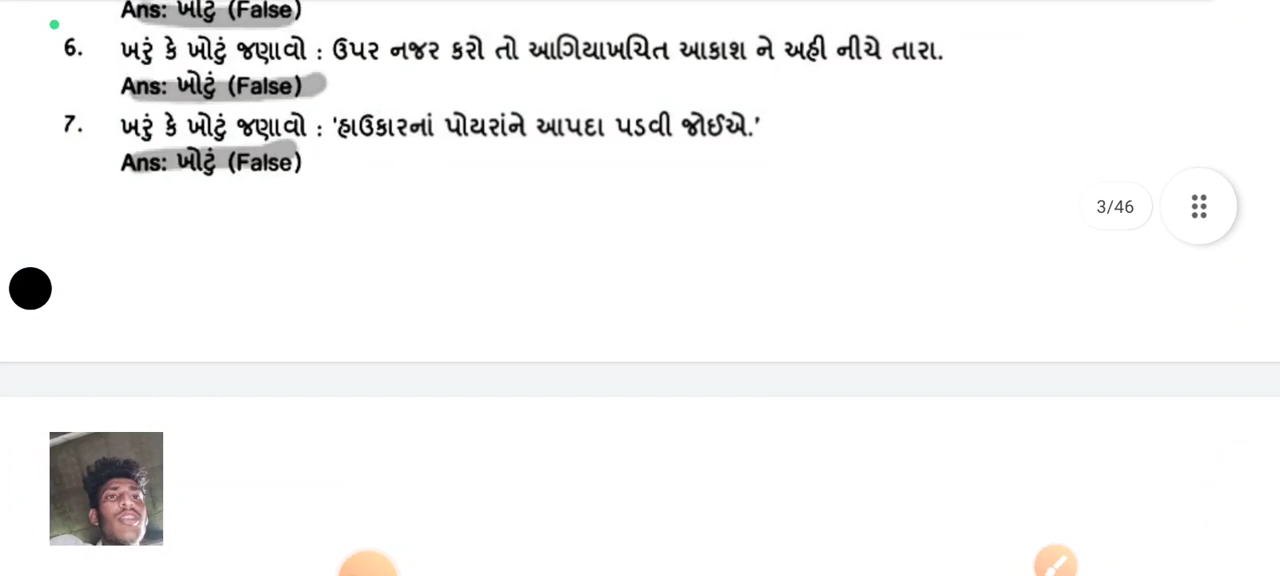 Ans: ખોટું (False)
6. ખરું કે ખોટું જણાવો : ઉપર નજર કરો તો આગિયાખચિત આકાશ ને અહી નીચે તારા.
Ans: ખોટું (False)
7. ખરું કે ખોટું જણાવો : 'હાઉકારનાં પોયરાંને આપદા પડવી જોઈએ.'
Ans: ખોટું (False)
3/46